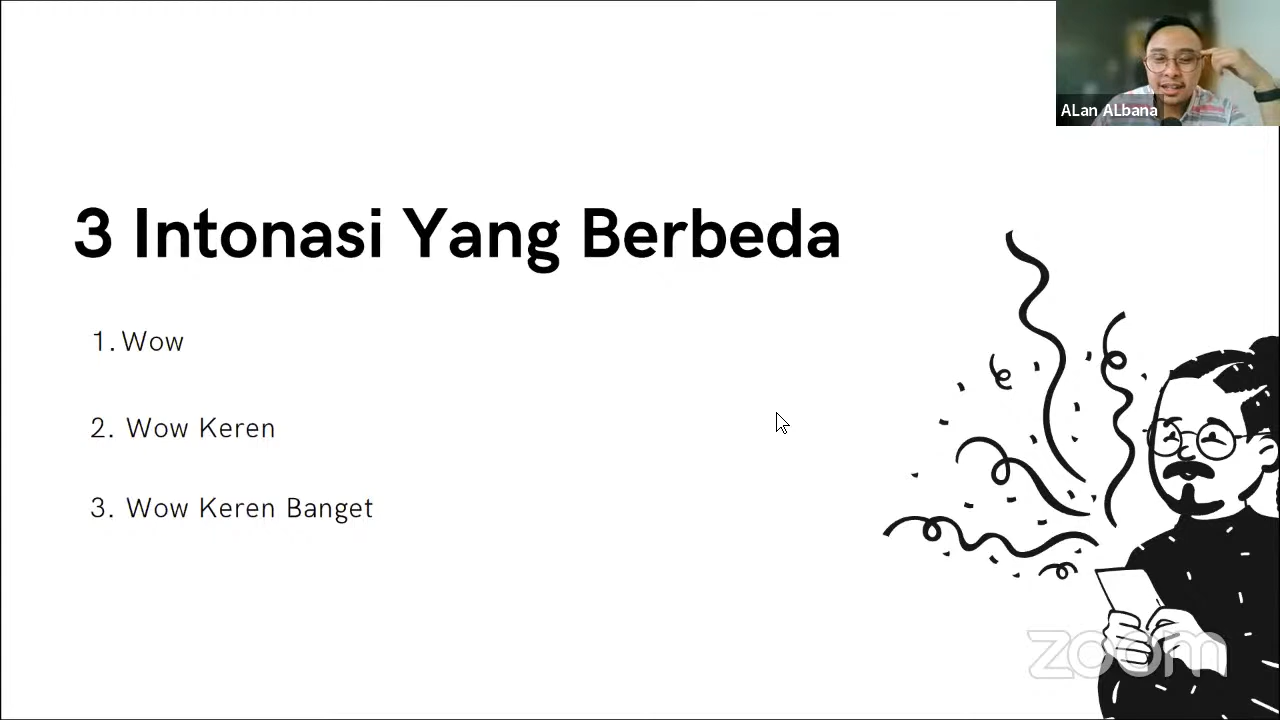 ALan ALbana
3 Intonasi Yang Berbeda
1. Wow
2. Wow Keren
3. Wow Keren Banget
zoom